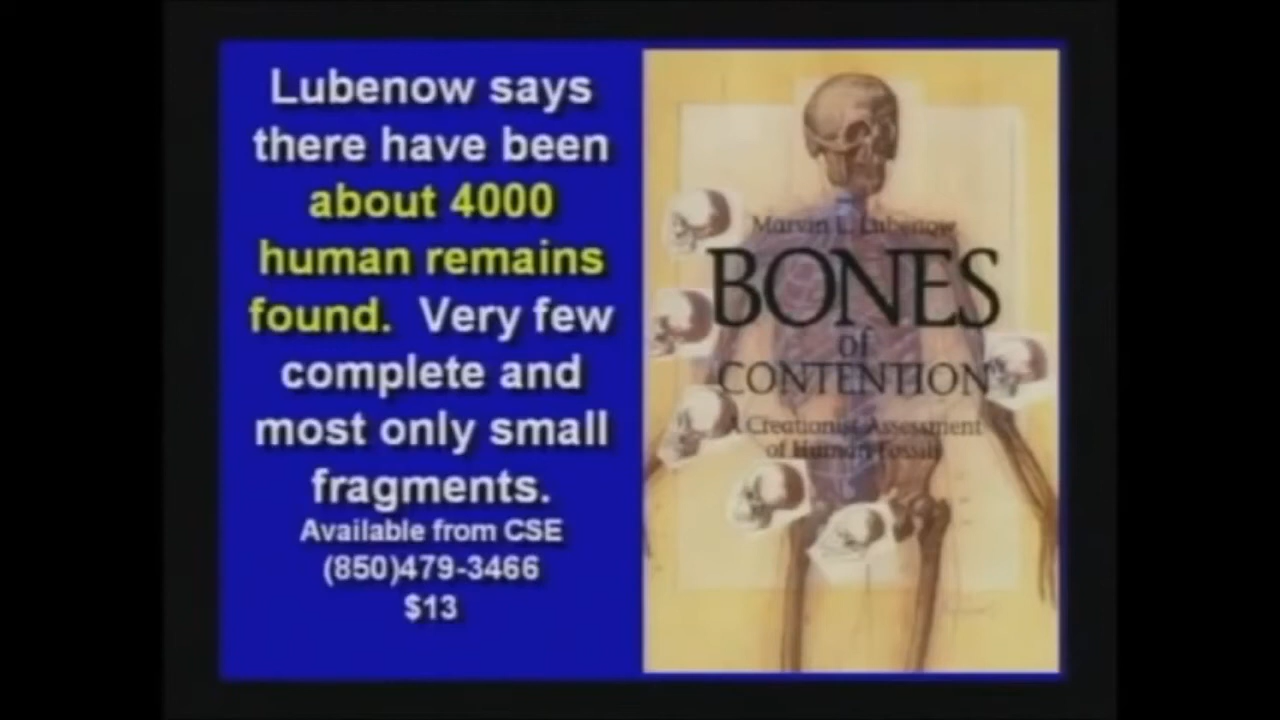 Lubenow says
there have been
about 4000
human remains
found. Very few
complete and
most only small
fragments.
Available from CSE
(850)479-3466
$13
Marvin L. Lubenow
BONES
of
CONTENTION
A Creationist Assessment
of Human Fossils